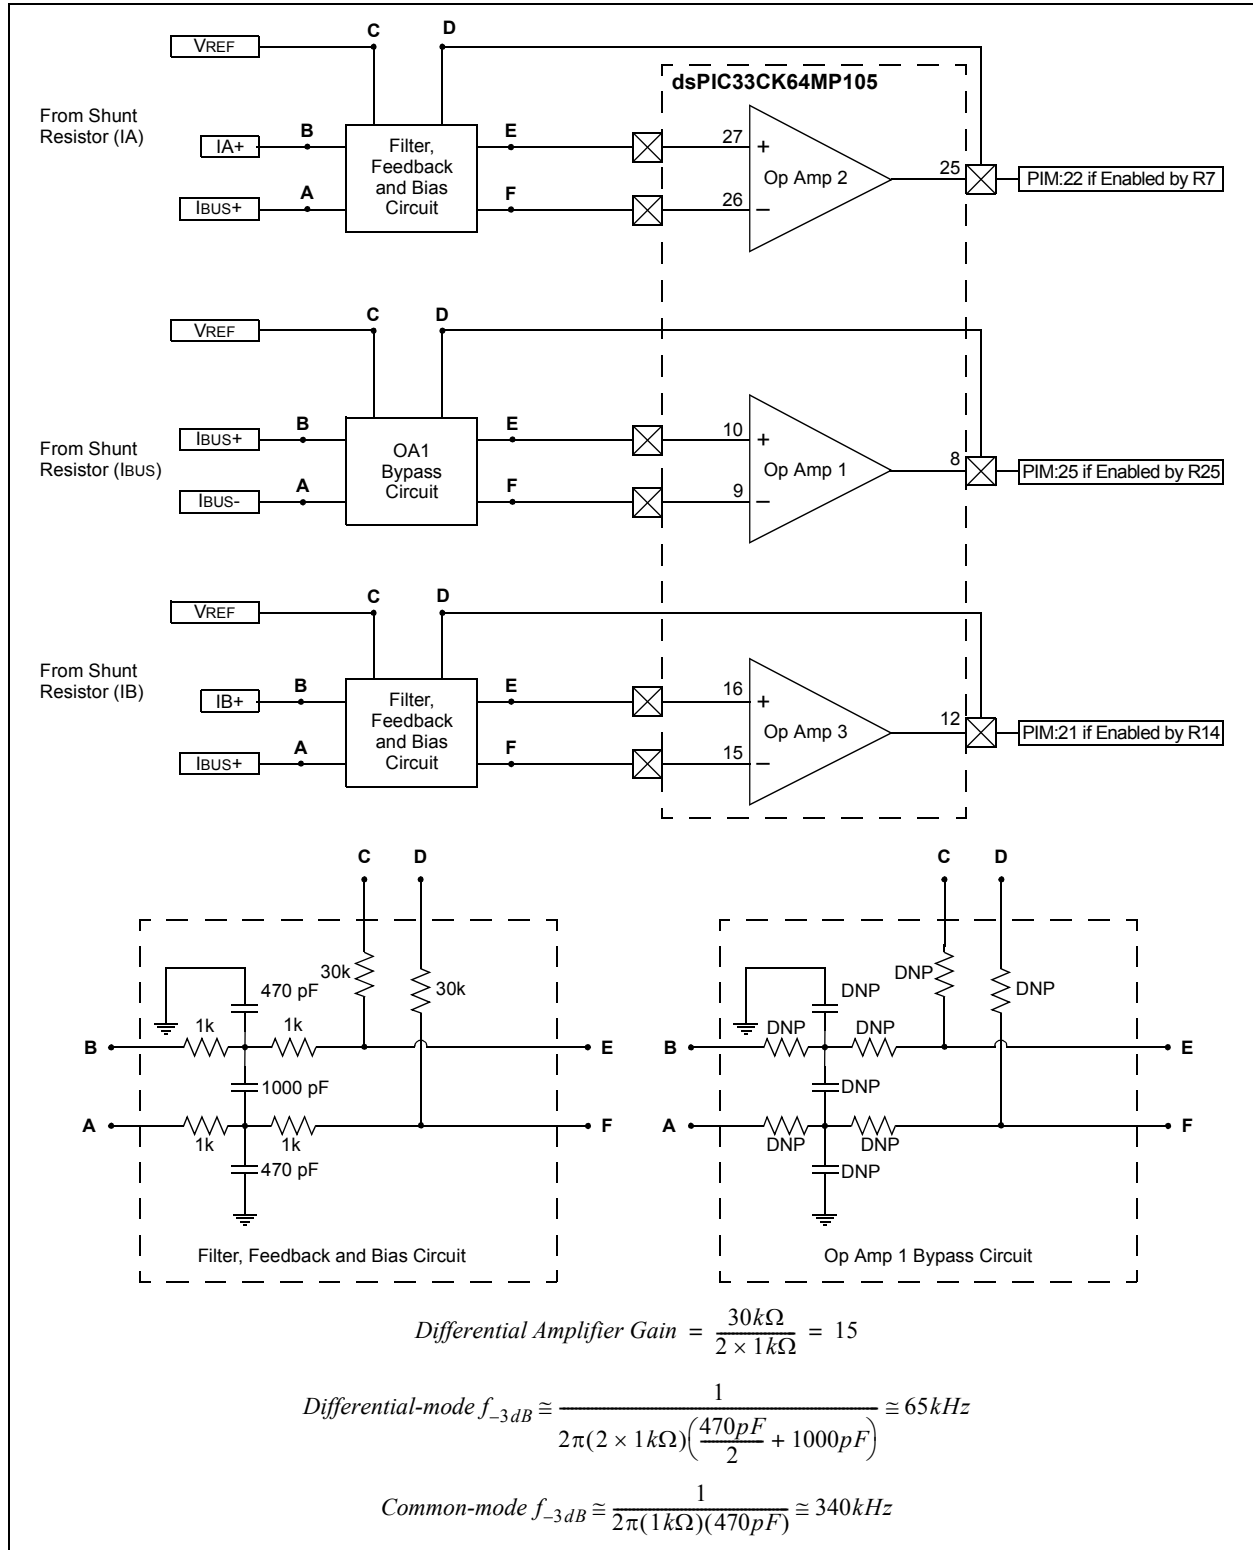 C D
VREF
dsPIC33CK64MP105
From Shunt
Resistor (IA)
B
IA+
A
IBUS+
Filter,
Feedback
and Bias
Circuit
E
F
27
+
Op Amp 2
26
−
25
PIM:22 if Enabled by R7
C D
VREF
From Shunt
Resistor (IBUS)
B
IBUS+
A
IBUS-
OA1
Bypass
Circuit
E
F
10
+
Op Amp 1
9
−
8
PIM:25 if Enabled by R25
C D
VREF
From Shunt
Resistor (IB)
B
IB+
A
IBUS+
Filter,
Feedback
and Bias
Circuit
E
F
16
+
Op Amp 3
15
−
12
PIM:21 if Enabled by R14
C D
30k
30k
470 pF
1k 1k
B E
1000 pF
A F
1k 1k
470 pF
Filter, Feedback and Bias Circuit
C D
DNP
DNP
DNP
DNP DNP
B E
DNP
A F
DNP DNP
DNP
Op Amp 1 Bypass Circuit
Differential Amplifier Gain = 30kΩ / 2 × 1kΩ = 15
Differential-mode f−3dB ≅ 1 / 2π(2 × 1kΩ)(470pF / 2 + 1000pF) ≅ 65kHz
Common-mode f−3dB ≅ 1 / 2π(1kΩ)(470pF) ≅ 340kHz